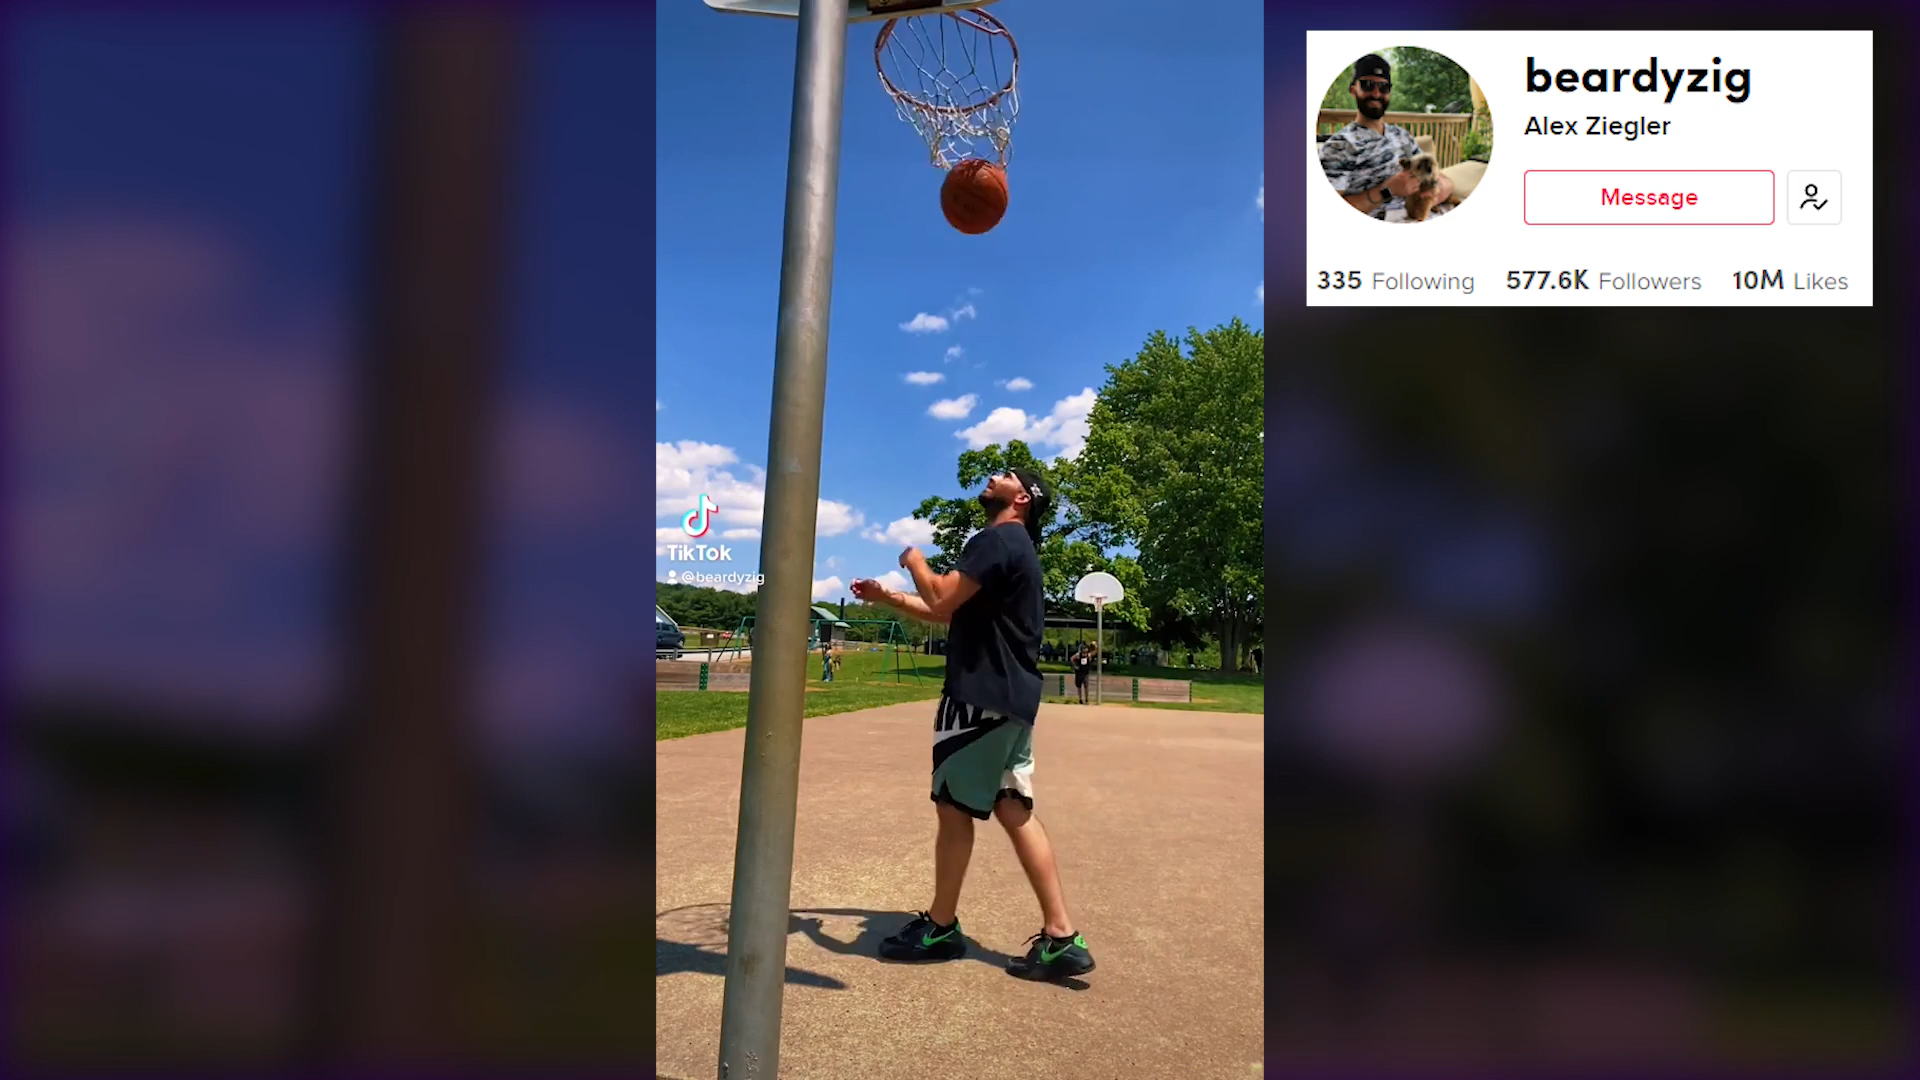 beardyzig
Alex Ziegler
Message
335 Following 577.6K Followers 10M Likes
TikTok
@beardyzig